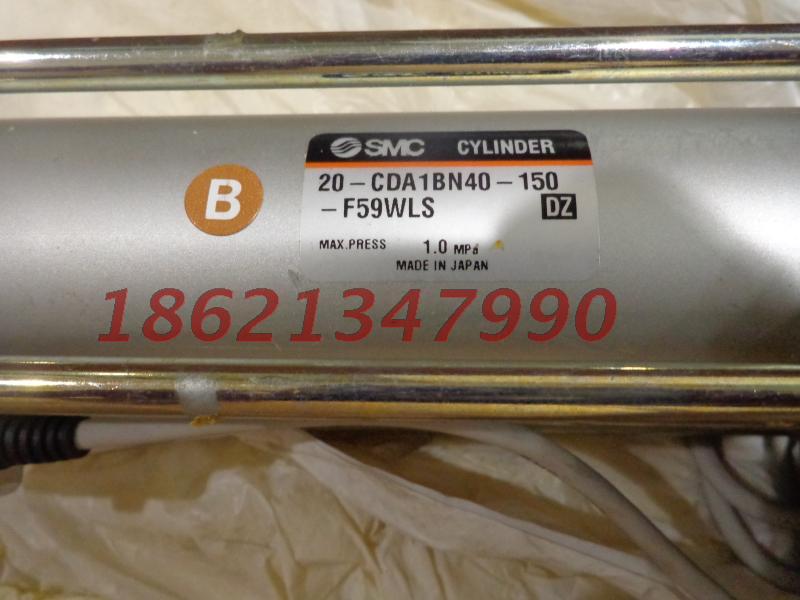 SMC CYLINDER
B
20-CDA1BN40-150
-F59WLS DZ
MAX.PRESS 1.0 MPa
MADE IN JAPAN
18621347990